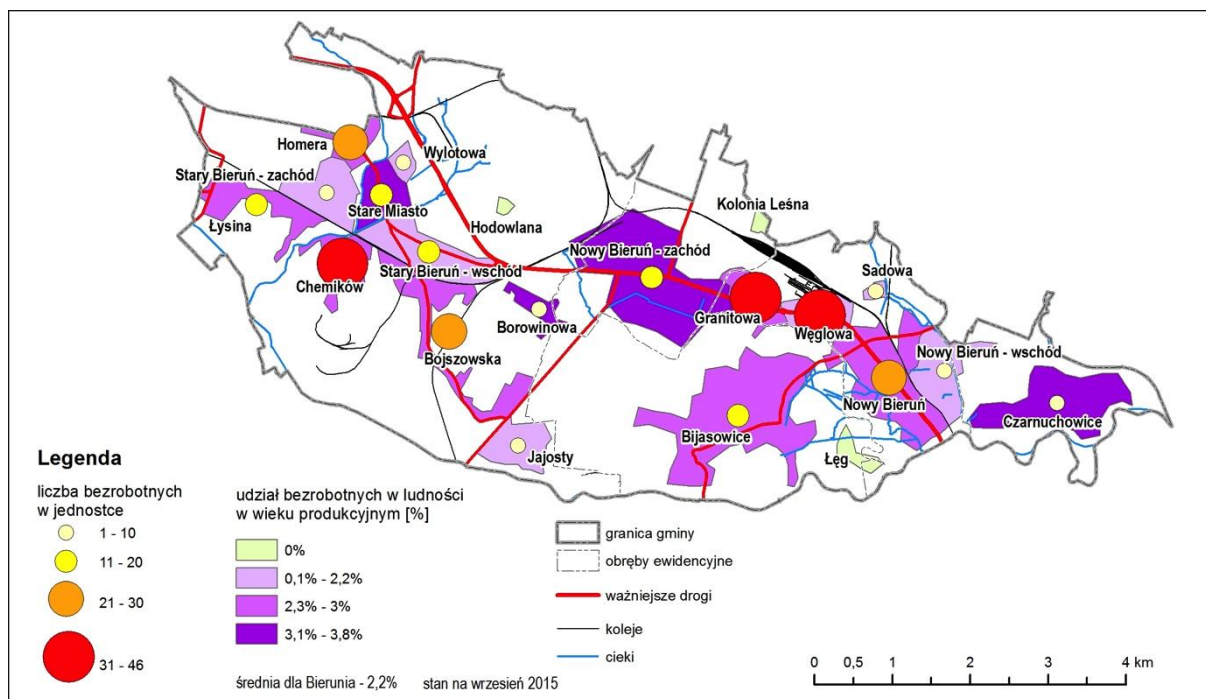 Homera
Wylotowa
Stary Bieruń - zachód
Stare Miasto
Łysina
Hodowlana
Kolonia Leśna
Nowy Bieruń - zachód
Stary Bieruń - wschód
Sadowa
Chemików
Borowinowa
Granitowa
Węglowa
Bojszowska
Nowy Bieruń - wschód
Nowy Bieruń
Czarnuchowice
Bijasowice
Łęg
Jajosty
Legenda
liczba bezrobotnych
w jednostce
1 - 10
11 - 20
21 - 30
31 - 46
udział bezrobotnych w ludności
w wieku produkcyjnym [%]
0%
0,1% - 2,2%
2,3% - 3%
3,1% - 3,8%
średnia dla Bierunia - 2,2% stan na wrzesień 2015
granica gminy
obręby ewidencyjne
ważniejsze drogi
koleje
cieki
0 0,5 1 2 3 4 km